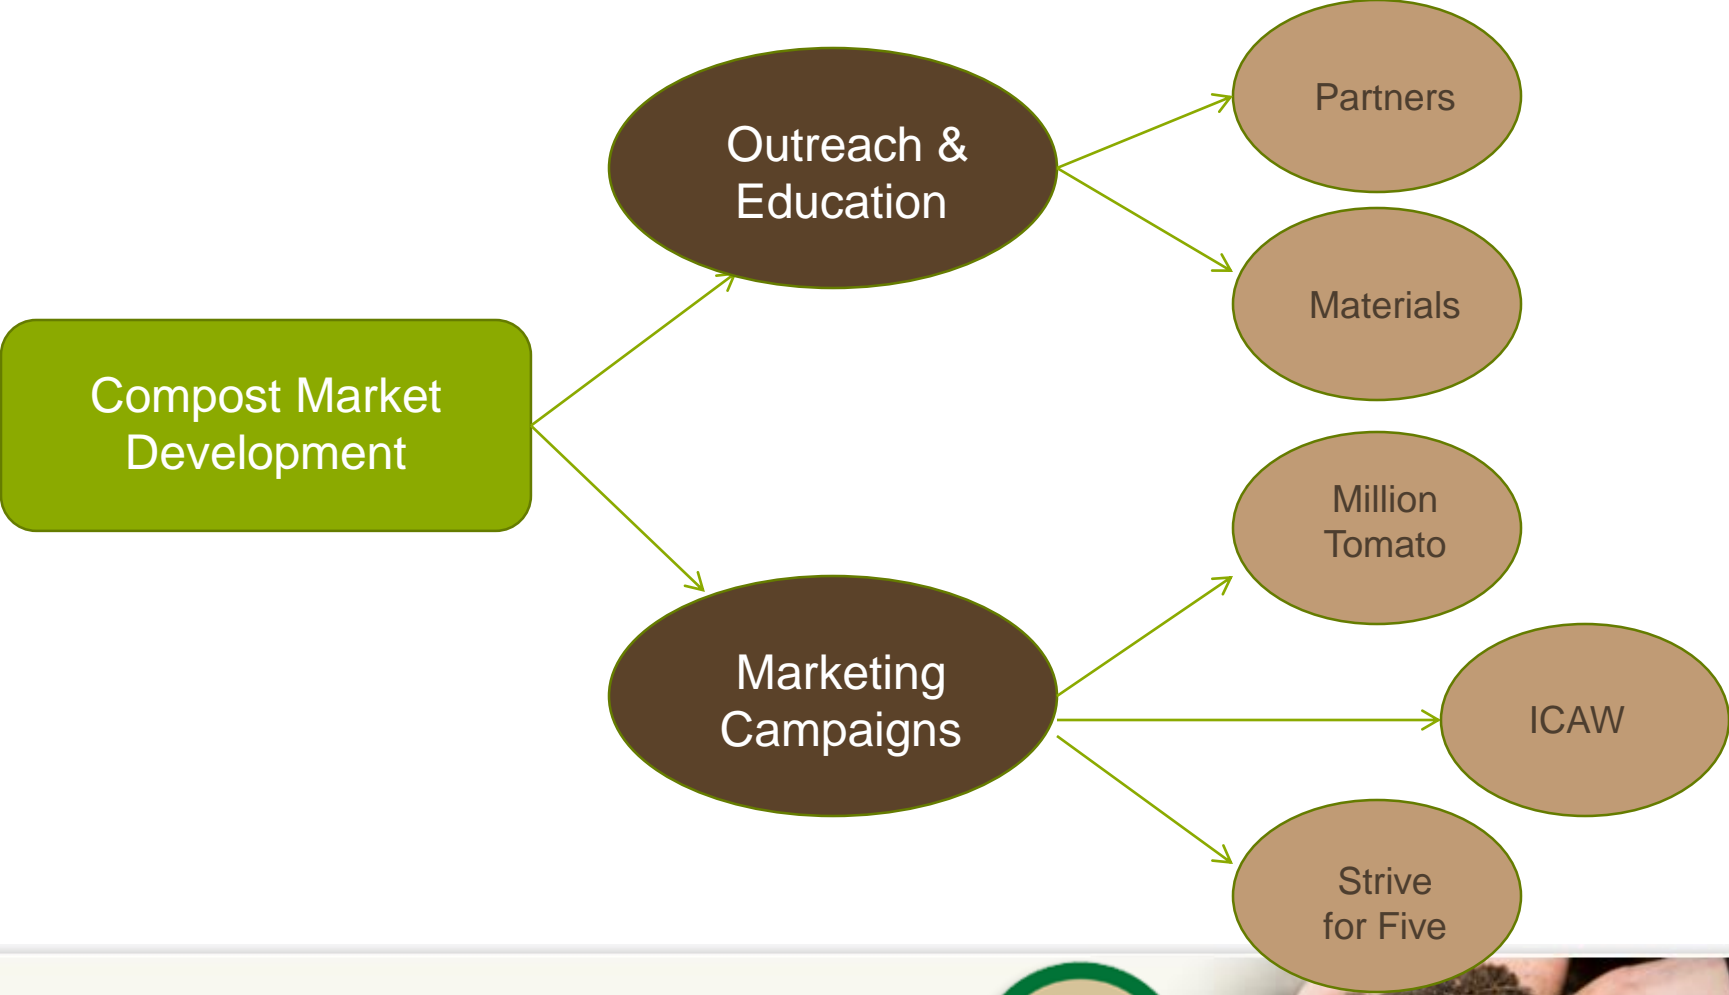 Compost Market
Development
Outreach &
Education
Partners
Materials
Marketing
Campaigns
Million
Tomato
ICAW
Strive
for Five